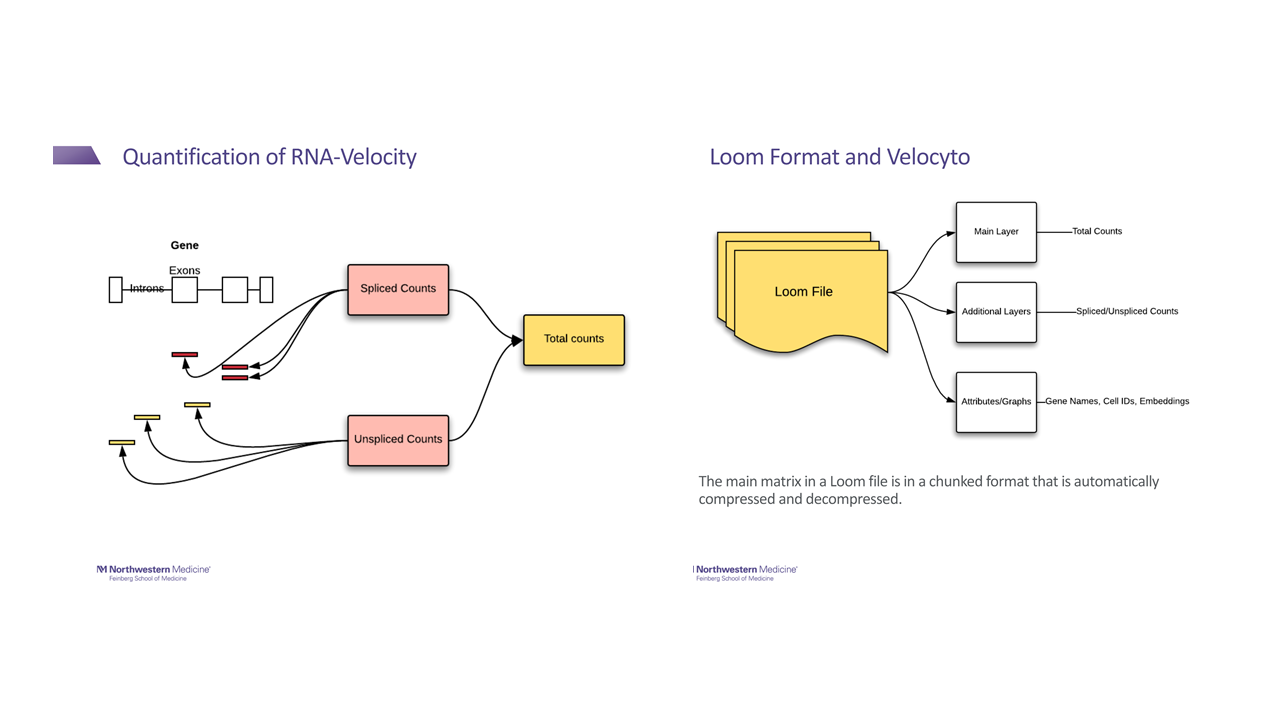 Quantification of RNA-Velocity
Gene
Exons
Introns
Spliced Counts
Total counts
Unspliced Counts
M Northwestern Medicine®
Feinberg School of Medicine
Loom Format and Velocyto
Loom File
Main Layer
Total Counts
Additional Layers
Spliced/Unspliced Counts
Attributes/Graphs
Gene Names, Cell IDs, Embeddings
The main matrix in a Loom file is in a chunked format that is automatically
compressed and decompressed.
Northwestern Medicine®
Feinberg School of Medicine